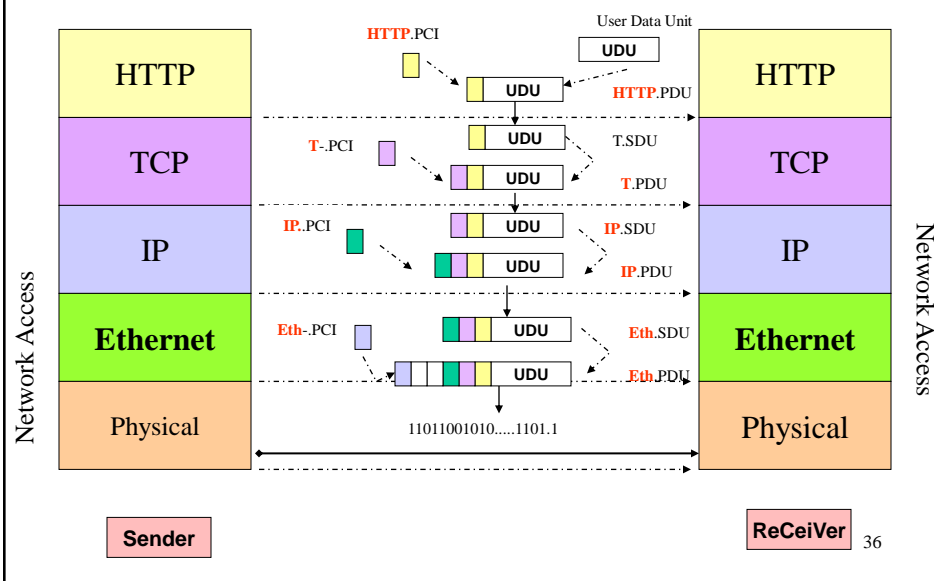 User Data Unit
HTTP.PCI
UDU
HTTP
UDU
HTTP.PDU
HTTP
UDU
T.SDU
T-.PCI
TCP
UDU
T.PDU
TCP
IP..PCI
UDU
IP.SDU
IP
UDU
IP.PDU
IP
Network Access
Network Access
Eth-.PCI
UDU
Eth.SDU
Ethernet
UDU
Eth.PDU
Ethernet
Physical
11011001010.....1101.1
Physical
Sender
ReCeiVer
36